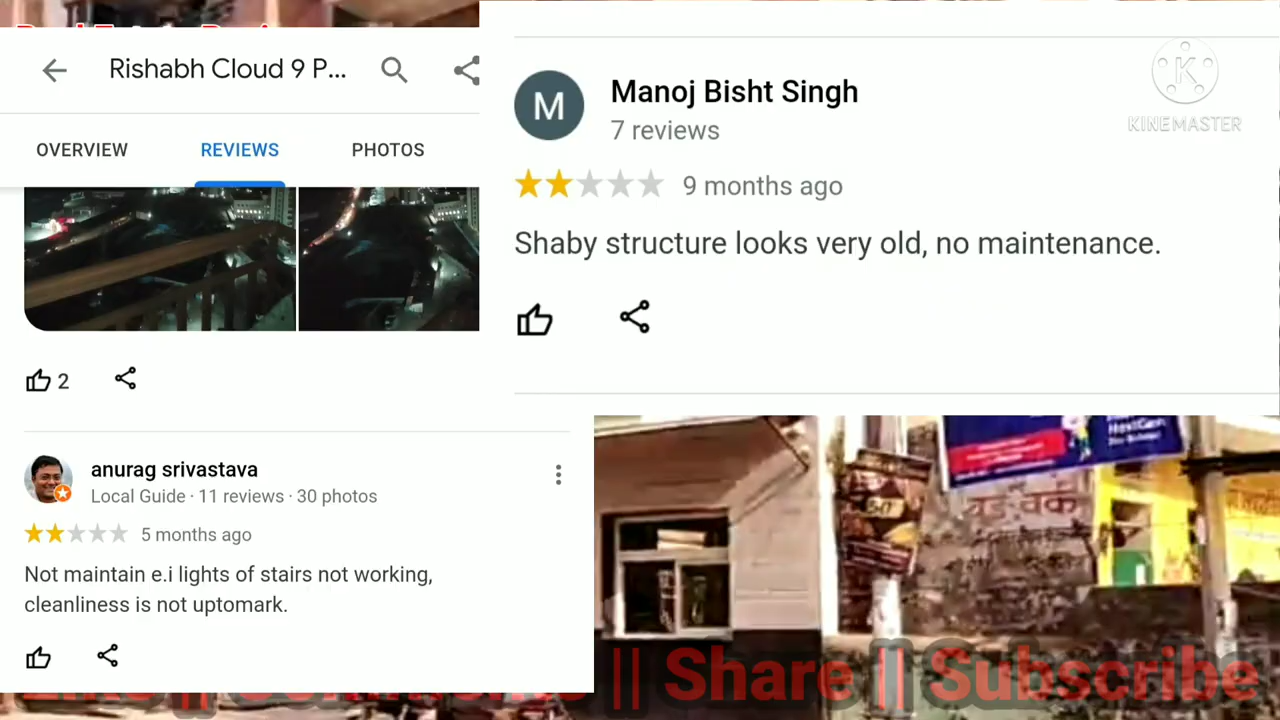 Rishabh Cloud 9 P...
OVERVIEW
REVIEWS
PHOTOS
2
anurag srivastava
Local Guide · 11 reviews · 30 photos
5 months ago
Not maintain e.i lights of stairs not working,
cleanliness is not uptomark.
M
Manoj Bisht Singh
7 reviews
9 months ago
Shaby structure looks very old, no maintenance.
K
KINEMASTER
|| Share || Subscribe